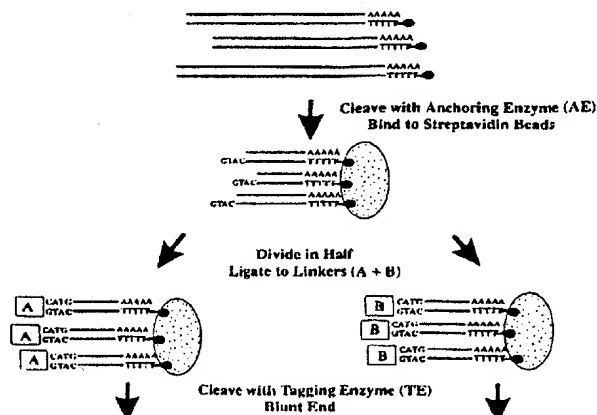 AAAAA
TTTTT
AAAAA
TTTTT
AAAAA
TTTTT
Cleave with Anchoring Enzyme (AE)
Bind to Streptavidin Beads
AAAAA
GTAC TTTTT
AAAAA
GTAC TTTTT
AAAAA
GTAC TTTTT
Divide in Half
Ligate to Linkers (A + B)
A CATG AAAAA
GTAC TTTTT
A CATG AAAAA
GTAC TTTTT
A CATG AAAAA
GTAC TTTTT
B CATG AAAAA
GTAC TTTTT
B CATG AAAAA
GTAC TTTTT
B CATG AAAAA
GTAC TTTTT
Cleave with Tagging Enzyme (TE)
Blunt End